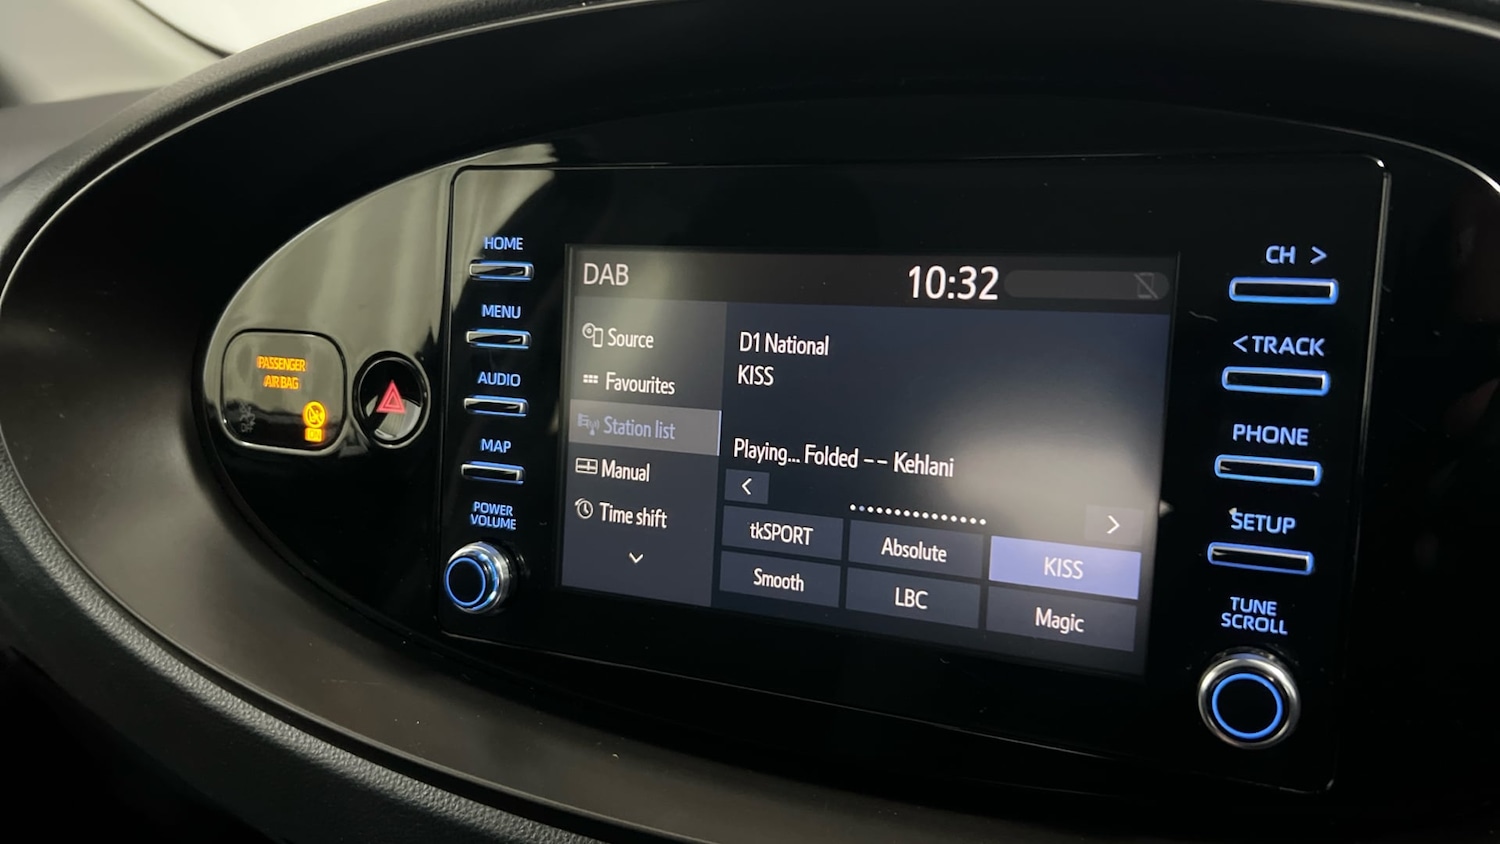 PASSENGER
AIR BAG
ON
HOME
MENU
AUDIO
MAP
POWER
VOLUME
DAB
10:32
Source
Favourites
Station list
Manual
Time shift
D1 National
KISS
Playing... Folded -- Kehlani
<
>
tkSPORT
Absolute
KISS
Smooth
LBC
Magic
CH >
< TRACK
PHONE
SETUP
TUNE
SCROLL